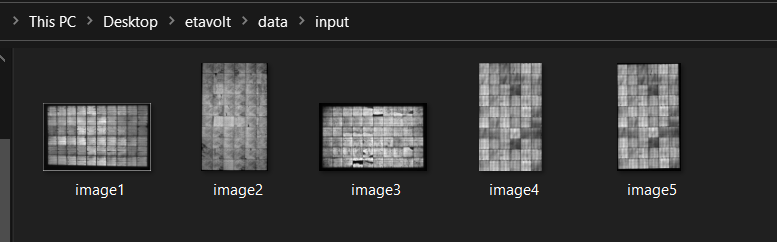 This PC > Desktop > etavolt > data > input
image1 image2 image3 image4 image5